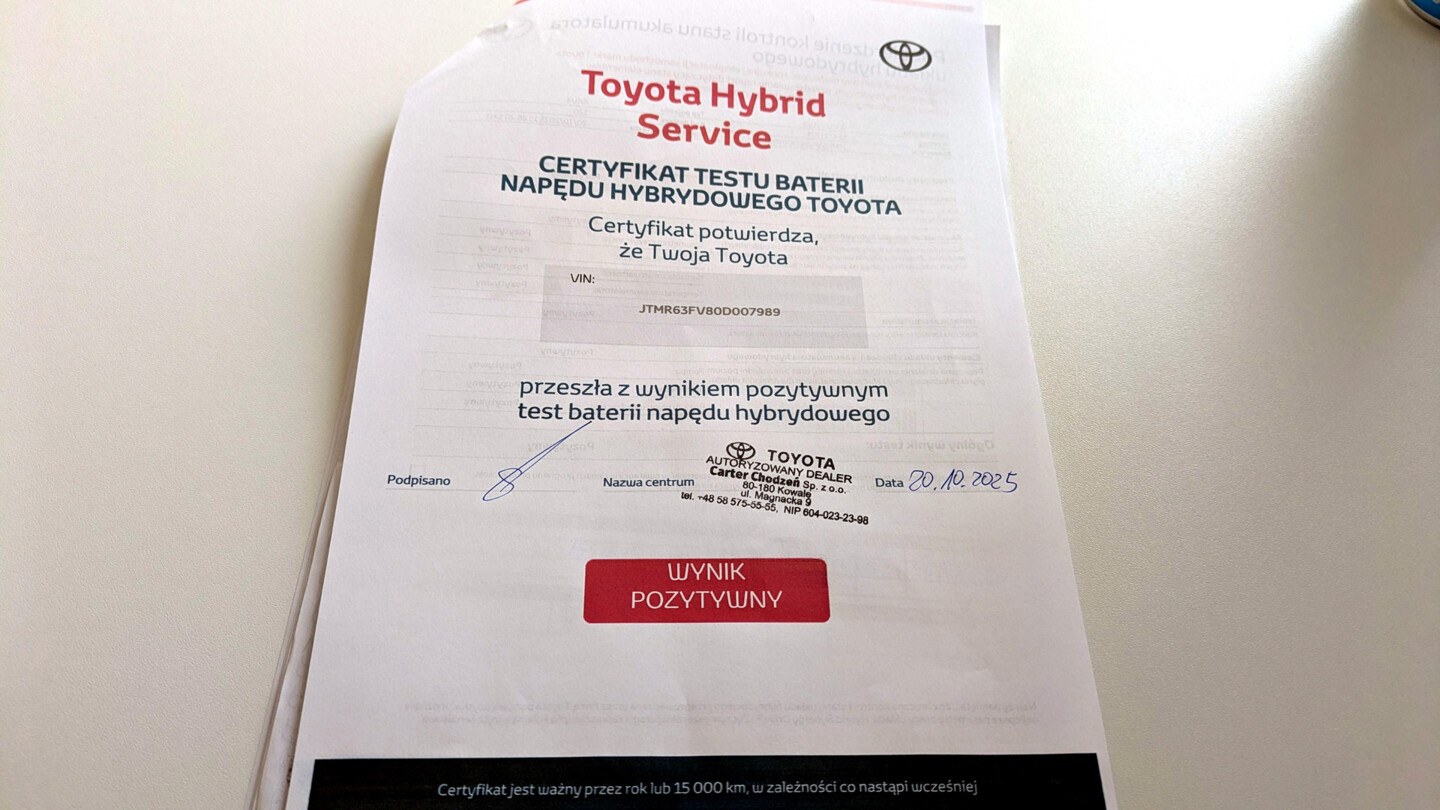 Toyota Hybrid
Service
CERTYFIKAT TESTU BATERII
NAPĘDU HYBRYDOWEGO TOYOTA
Certyfikat potwierdza,
że Twoja Toyota
VIN:
JTMR63FV80D007989
przeszła z wynikiem pozytywnym
test baterii napędu hybrydowego
Podpisano
Nazwa centrum
TOYOTA
AUTORYZOWANY DEALER
Carter Chodzeń Sp. z o.o.
80-180 Kowale
ul. Magnacka 9
tel. +48 58 575-55-55, NIP 604-023-23-98
Data 20.10.2025
WYNIK
POZYTYWNY
Certyfikat jest ważny przez rok lub 15 000 km, w zależności co nastąpi wcześniej